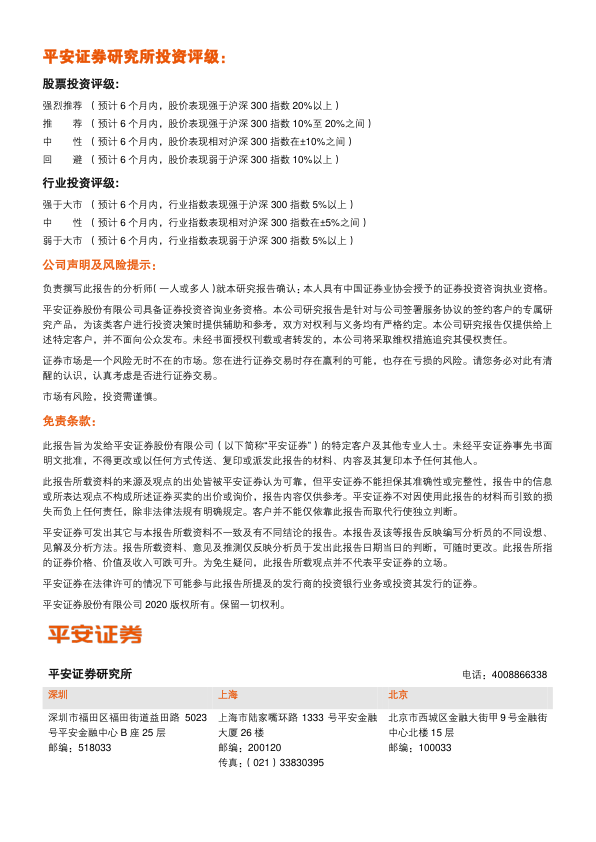 平安证券研究所投资评级：
股票投资评级:
强烈推荐 （预计 6 个月内，股价表现强于沪深 300 指数 20%以上）
推　　荐 （预计 6 个月内，股价表现强于沪深 300 指数 10%至 20%之间）
中　　性 （预计 6 个月内，股价表现相对沪深 300 指数在±10%之间）
回　　避 （预计 6 个月内，股价表现弱于沪深 300 指数 10%以上）
行业投资评级:
强于大市 （预计 6 个月内，行业指数表现强于沪深 300 指数 5%以上）
中　　性 （预计 6 个月内，行业指数表现相对沪深 300 指数在±5%之间）
弱于大市 （预计 6 个月内，行业指数表现弱于沪深 300 指数 5%以上）
公司声明及风险提示：
负责撰写此报告的分析师（一人或多人）就本研究报告确认：本人具有中国证券业协会授予的证券投资咨询执业资格。
平安证券股份有限公司具备证券投资咨询业务资格。本公司研究报告是针对与公司签署服务协议的签约客户的专属研
究产品，为该类客户进行投资决策时提供辅助和参考，双方对权利与义务均有严格约定。本公司研究报告仅提供给上
述特定客户，并不面向公众发布。未经书面授权刊载或者转发的，本公司将采取维权措施追究其侵权责任。
证券市场是一个风险无时不在的市场。您在进行证券交易时存在赢利的可能，也存在亏损的风险。请您务必对此有清
醒的认识，认真考虑是否进行证券交易。
市场有风险，投资需谨慎。
免责条款：
此报告旨为发给平安证券股份有限公司（以下简称“平安证券”）的特定客户及其他专业人士。未经平安证券事先书面
明文批准，不得更改或以任何方式传送、复印或派发此报告的材料、内容及其复印本予任何其他人。
此报告所载资料的来源及观点的出处皆被平安证券认为可靠，但平安证券不能担保其准确性或完整性，报告中的信息
或所表达观点不构成所述证券买卖的出价或询价，报告内容仅供参考。平安证券不对因使用此报告的材料而引致的损
失而负上任何责任，除非法律法规有明确规定。客户并不能仅依靠此报告而取代行使独立判断。
平安证券可发出其它与本报告所载资料不一致及有不同结论的报告。本报告及该等报告反映编写分析员的不同设想、
见解及分析方法。报告所载资料、意见及推测仅反映分析员于发出此报告日期当日的判断，可随时更改。此报告所指
的证券价格、价值及收入可跌可升。为免生疑问，此报告所载观点并不代表平安证券的立场。
平安证券在法律许可的情况下可能参与此报告所提及的发行商的投资银行业务或投资其发行的证券。
平安证券股份有限公司 2020 版权所有。保留一切权利。
平安证券
平安证券研究所 电话：4008866338
深圳 上海 北京
深圳市福田区福田街道益田路 5023 上海市陆家嘴环路 1333 号平安金融 北京市西城区金融大街甲 9 号金融街
号平安金融中心 B 座 25 层 大厦 26 楼 中心北楼 15 层
邮编：518033 邮编：200120 邮编：100033
传真：（021）33830395